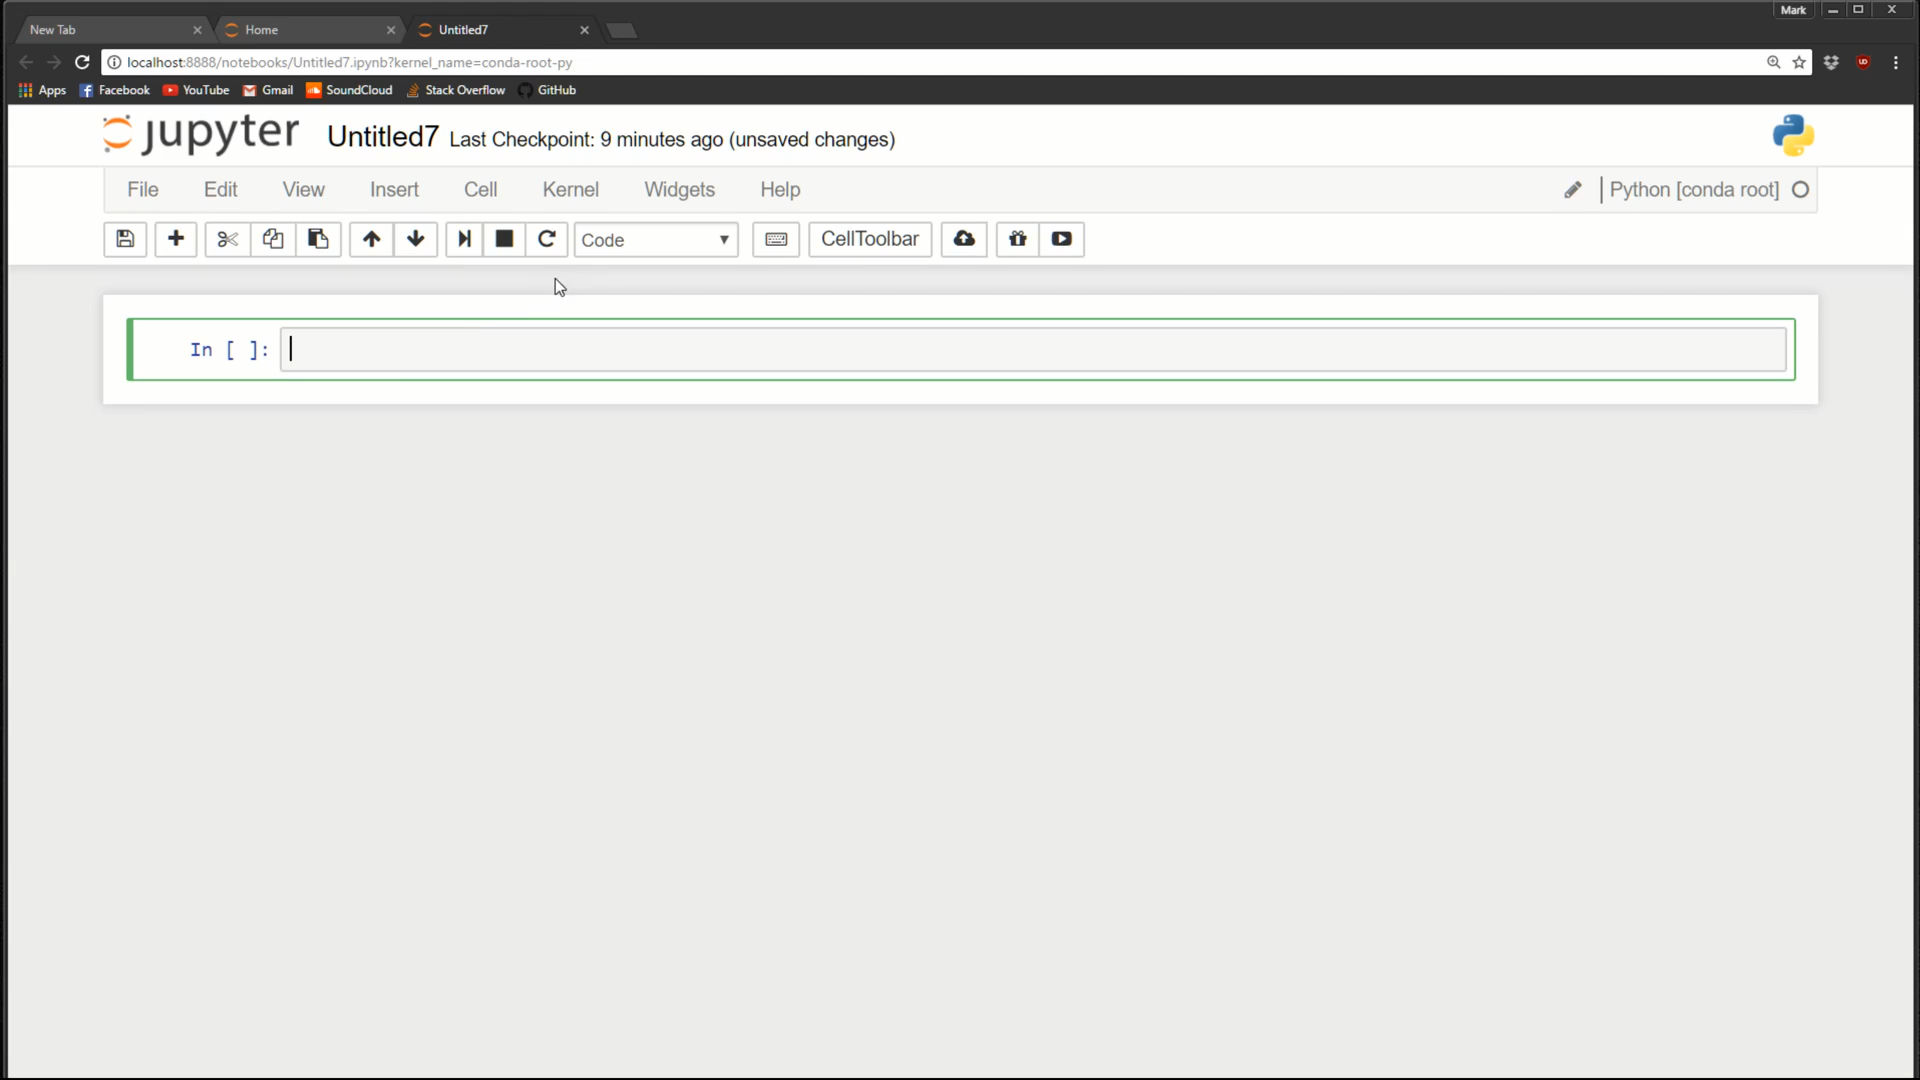 Mark
New Tab
Home
Untitled7
localhost:8888/notebooks/Untitled7.ipynb?kernel_name=conda-root-py
Apps
Facebook
YouTube
Gmail
SoundCloud
Stack Overflow
GitHub
jupyter Untitled7 Last Checkpoint: 9 minutes ago (unsaved changes)
File Edit View Insert Cell Kernel Widgets Help Python [conda root]
Code CellToolbar
In [ ]: